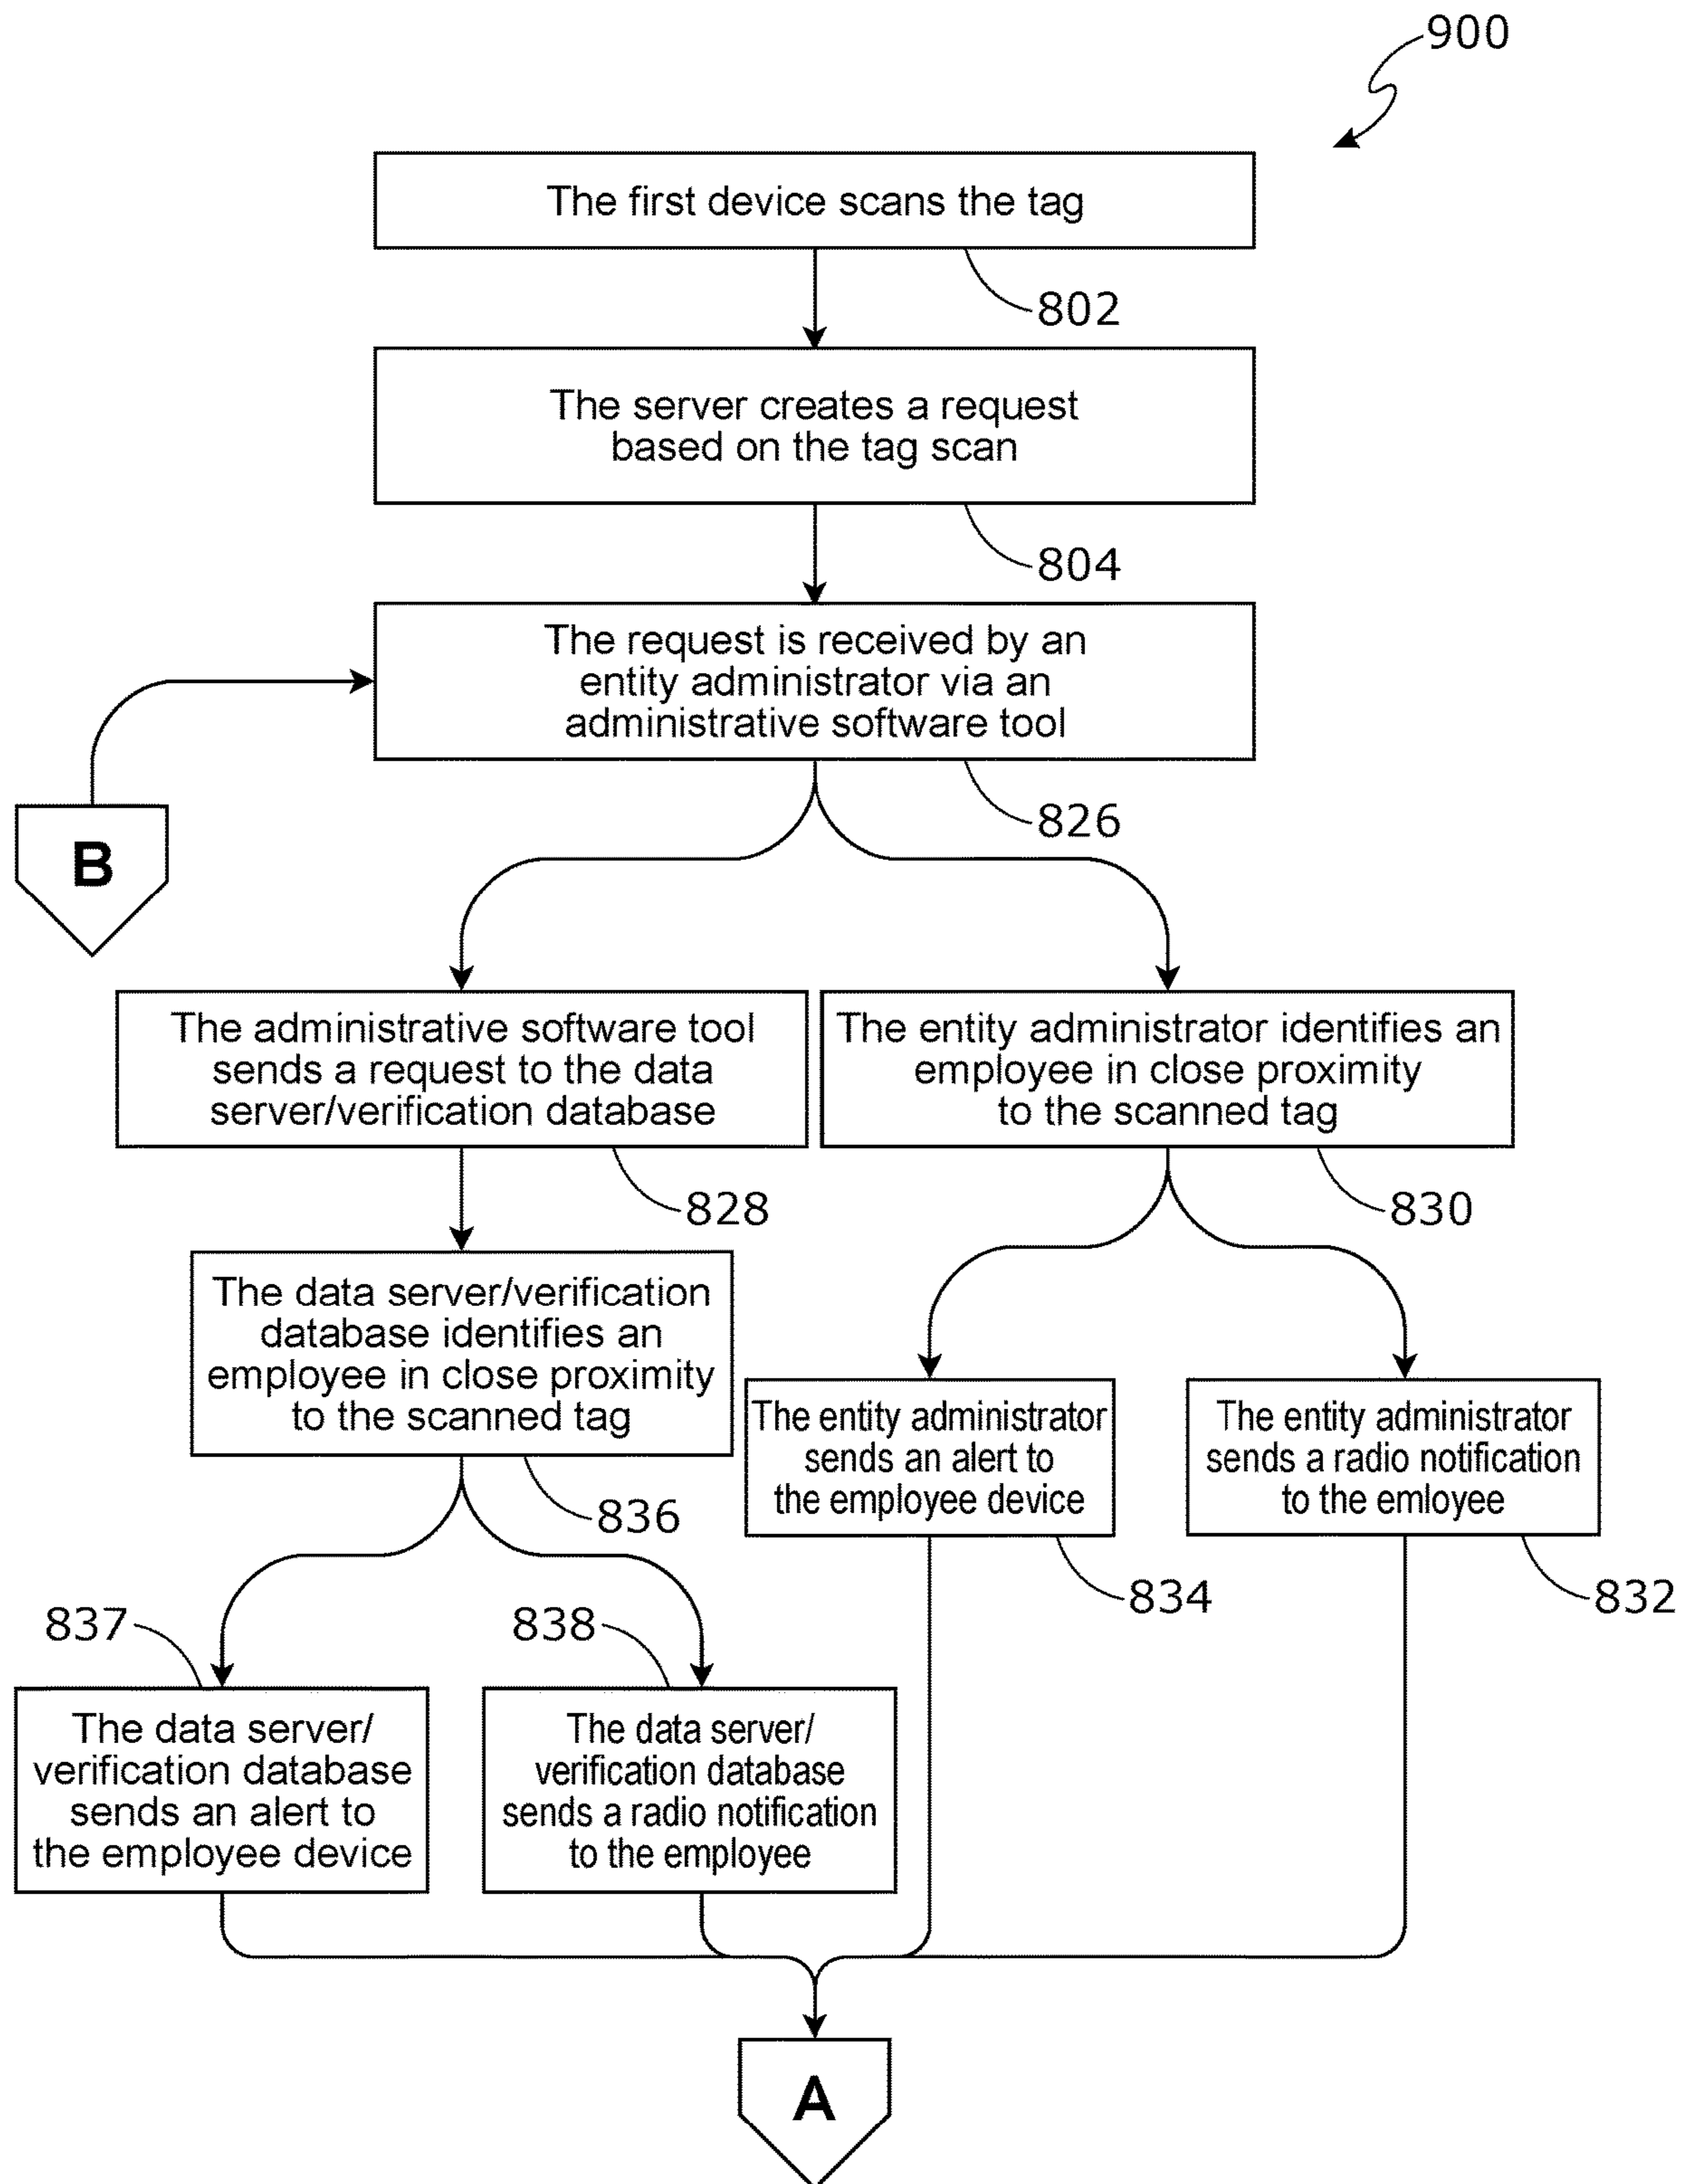 900
The first device scans the tag
802
The server creates a request
based on the tag scan
804
The request is received by an
entity administrator via an
administrative software tool
826
B
The administrative software tool
sends a request to the data
server/verification database
828
The entity administrator identifies an
employee in close proximity
to the scanned tag
830
The data server/verification
database identifies an
employee in close proximity
to the scanned tag
836
The entity administrator
sends an alert to
the employee device
834
The entity administrator
sends a radio notification
to the emloyee
832
837
The data server/
verification database
sends an alert to
the employee device
838
The data server/
verification database
sends a radio notification
to the employee
A